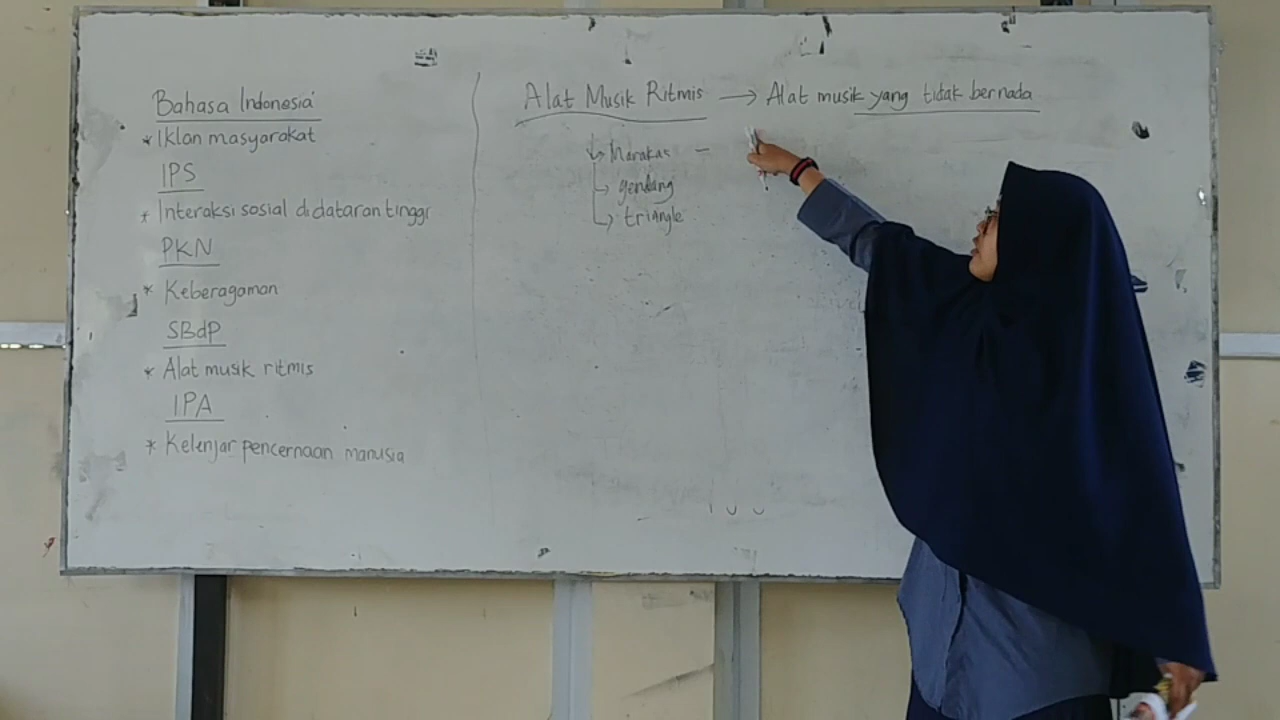 Bahasa Indonesia
* Iklan masyarakat
IPS
* Interaksi sosial di dataran tinggi
PKN
* Keberagaman
SBdP
* Alat musik ritmis
IPA
* Kelenjar pencernaan manusia
Alat Musik Ritmis → Alat musik yang tidak bernada
↳ Marakas -
↳ gendang
↳ triangle